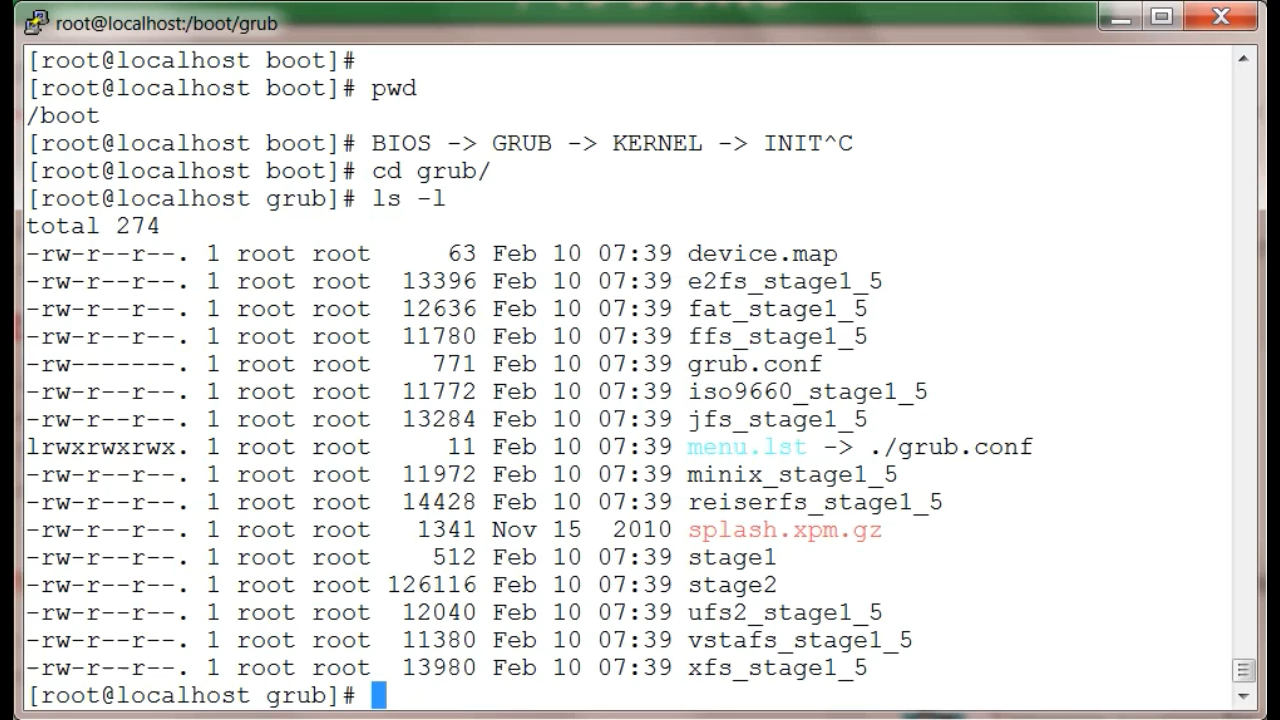 root@localhost:/boot/grub
[root@localhost boot]#
[root@localhost boot]# pwd
/boot
[root@localhost boot]# BIOS -> GRUB -> KERNEL -> INIT^C
[root@localhost boot]# cd grub/
[root@localhost grub]# ls -l
total 274
-rw-r--r--. 1 root root     63 Feb 10 07:39 device.map
-rw-r--r--. 1 root root  13396 Feb 10 07:39 e2fs_stage1_5
-rw-r--r--. 1 root root  12636 Feb 10 07:39 fat_stage1_5
-rw-r--r--. 1 root root  11780 Feb 10 07:39 ffs_stage1_5
-rw-------. 1 root root    771 Feb 10 07:39 grub.conf
-rw-r--r--. 1 root root  11772 Feb 10 07:39 iso9660_stage1_5
-rw-r--r--. 1 root root  13284 Feb 10 07:39 jfs_stage1_5
lrwxrwxrwx. 1 root root     11 Feb 10 07:39 menu.lst -> ./grub.conf
-rw-r--r--. 1 root root  11972 Feb 10 07:39 minix_stage1_5
-rw-r--r--. 1 root root  14428 Feb 10 07:39 reiserfs_stage1_5
-rw-r--r--. 1 root root   1341 Nov 15  2010 splash.xpm.gz
-rw-r--r--. 1 root root    512 Feb 10 07:39 stage1
-rw-r--r--. 1 root root 126116 Feb 10 07:39 stage2
-rw-r--r--. 1 root root  12040 Feb 10 07:39 ufs2_stage1_5
-rw-r--r--. 1 root root  11380 Feb 10 07:39 vstafs_stage1_5
-rw-r--r--. 1 root root  13980 Feb 10 07:39 xfs_stage1_5
[root@localhost grub]#